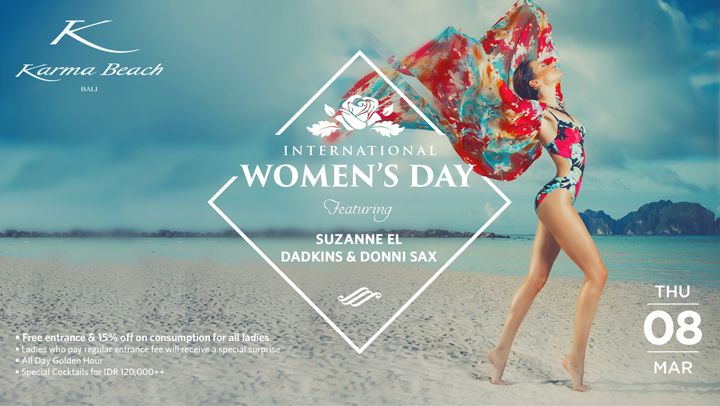 K
Karma Beach
BALI
INTERNATIONAL
WOMEN'S DAY
Featuring
SUZANNE EL
DADKINS & DONNI SAX
• Free entrance & 15% off on consumption for all ladies
• Ladies who pay regular entrance fee will receive a special surprise
• All Day Golden Hour
• Special Cocktails for IDR 120,000++
THU
08
MAR